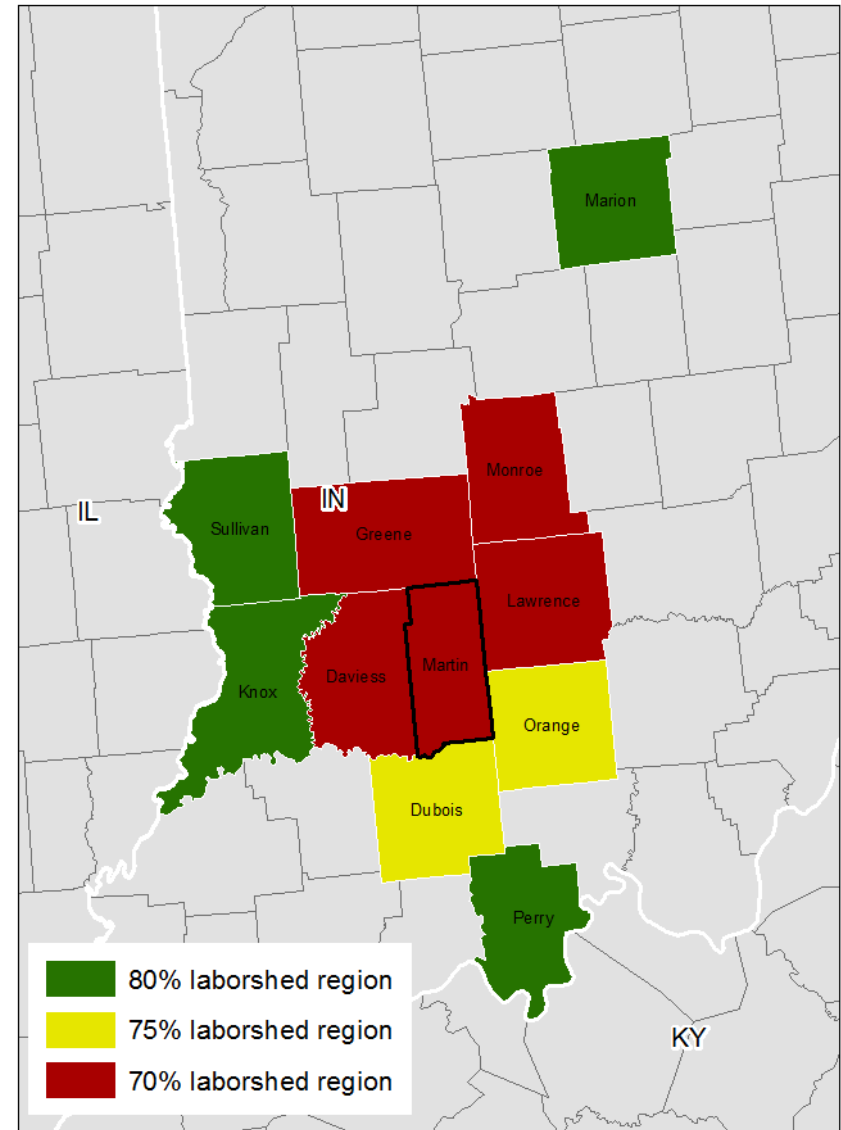 Marion
Monroe
IN
IL
Sullivan
Greene
Lawrence
Martin
Daviess
Knox
Orange
Dubois
Perry
80% laborshed region
75% laborshed region
70% laborshed region
KY